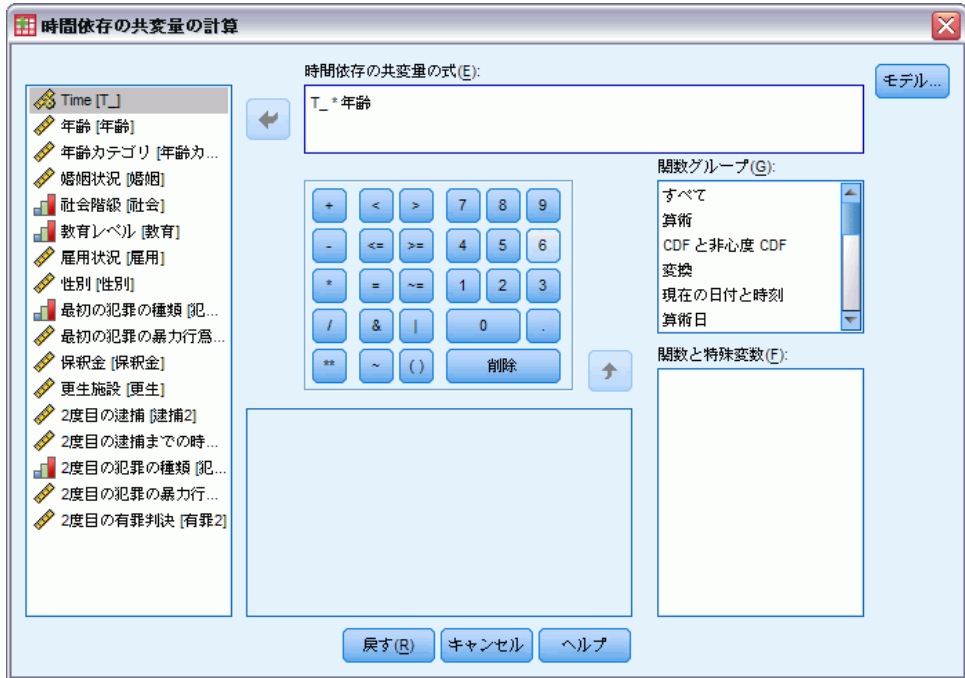 時間依存の共変量の計算
時間依存の共変量の式(E):
モデル...
T_ * 年齢
Time [T_]
年齢 [年齢]
年齢カテゴリ [年齢カ...
婚姻状況 [婚姻]
社会階級 [社会]
教育レベル [教育]
雇用状況 [雇用]
性別 [性別]
最初の犯罪の種類 [犯...
最初の犯罪の暴力行為...
保釈金 [保釈金]
更生施設 [更生]
2度目の逮捕 [逮捕2]
2度目の逮捕までの時...
2度目の犯罪の種類 [犯...
2度目の犯罪の暴力行...
2度目の有罪判決 [有罪2]
+ < > 7 8 9
- <= >= 4 5 6
* = ~= 1 2 3
/ & | 0 .
** ~ ( ) 削除
関数グループ(G):
すべて
算術
CDF と非心度 CDF
変換
現在の日付と時刻
算術日
関数と特殊変数(F):
戻す(R) キャンセル ヘルプ